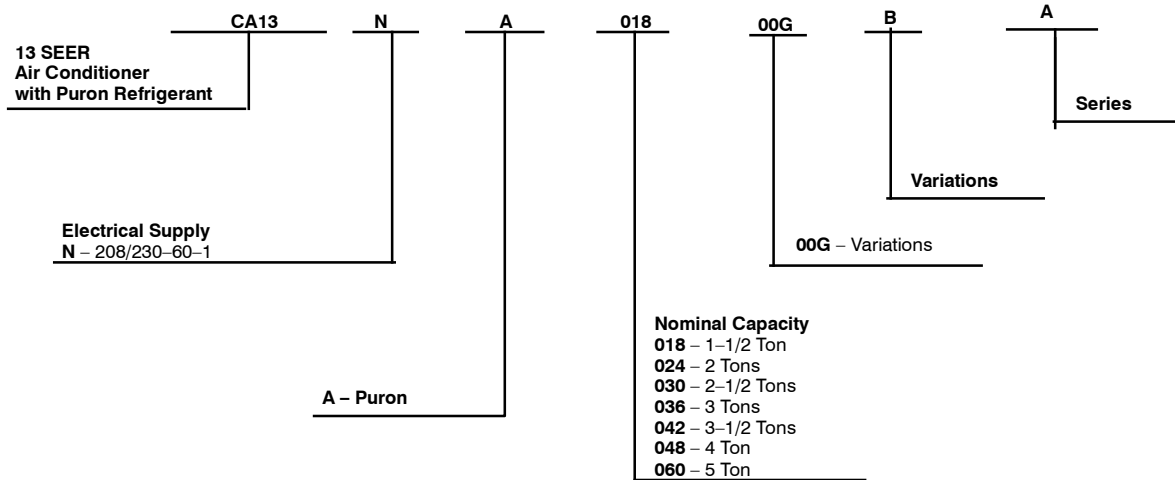 CA13 N A 018 00G B A
13 SEER
Air Conditioner
with Puron Refrigerant
Series
Variations
Electrical Supply
N – 208/230–60–1
00G – Variations
Nominal Capacity
018 – 1–1/2 Ton
024 – 2 Tons
030 – 2–1/2 Tons
036 – 3 Tons
042 – 3–1/2 Tons
048 – 4 Ton
060 – 5 Ton
A – Puron